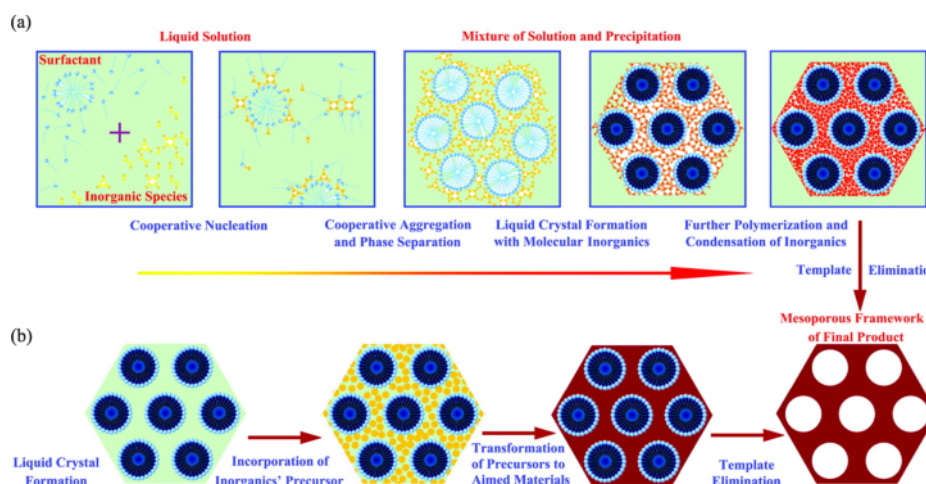 (a)
Liquid Solution
Mixture of Solution and Precipitation
Surfactant
Inorganic Species
Cooperative Nucleation
Cooperative Aggregation
and Phase Separation
Liquid Crystal Formation
with Molecular Inorganics
Further Polymerization and
Condensation of Inorganics
Template Elimination
Mesoporous Framework
of Final Product
(b)
Liquid Crystal
Formation
Incorporation of
Inorganics' Precursor
Transformation
of Precursors to
Aimed Materials
Template
Elimination